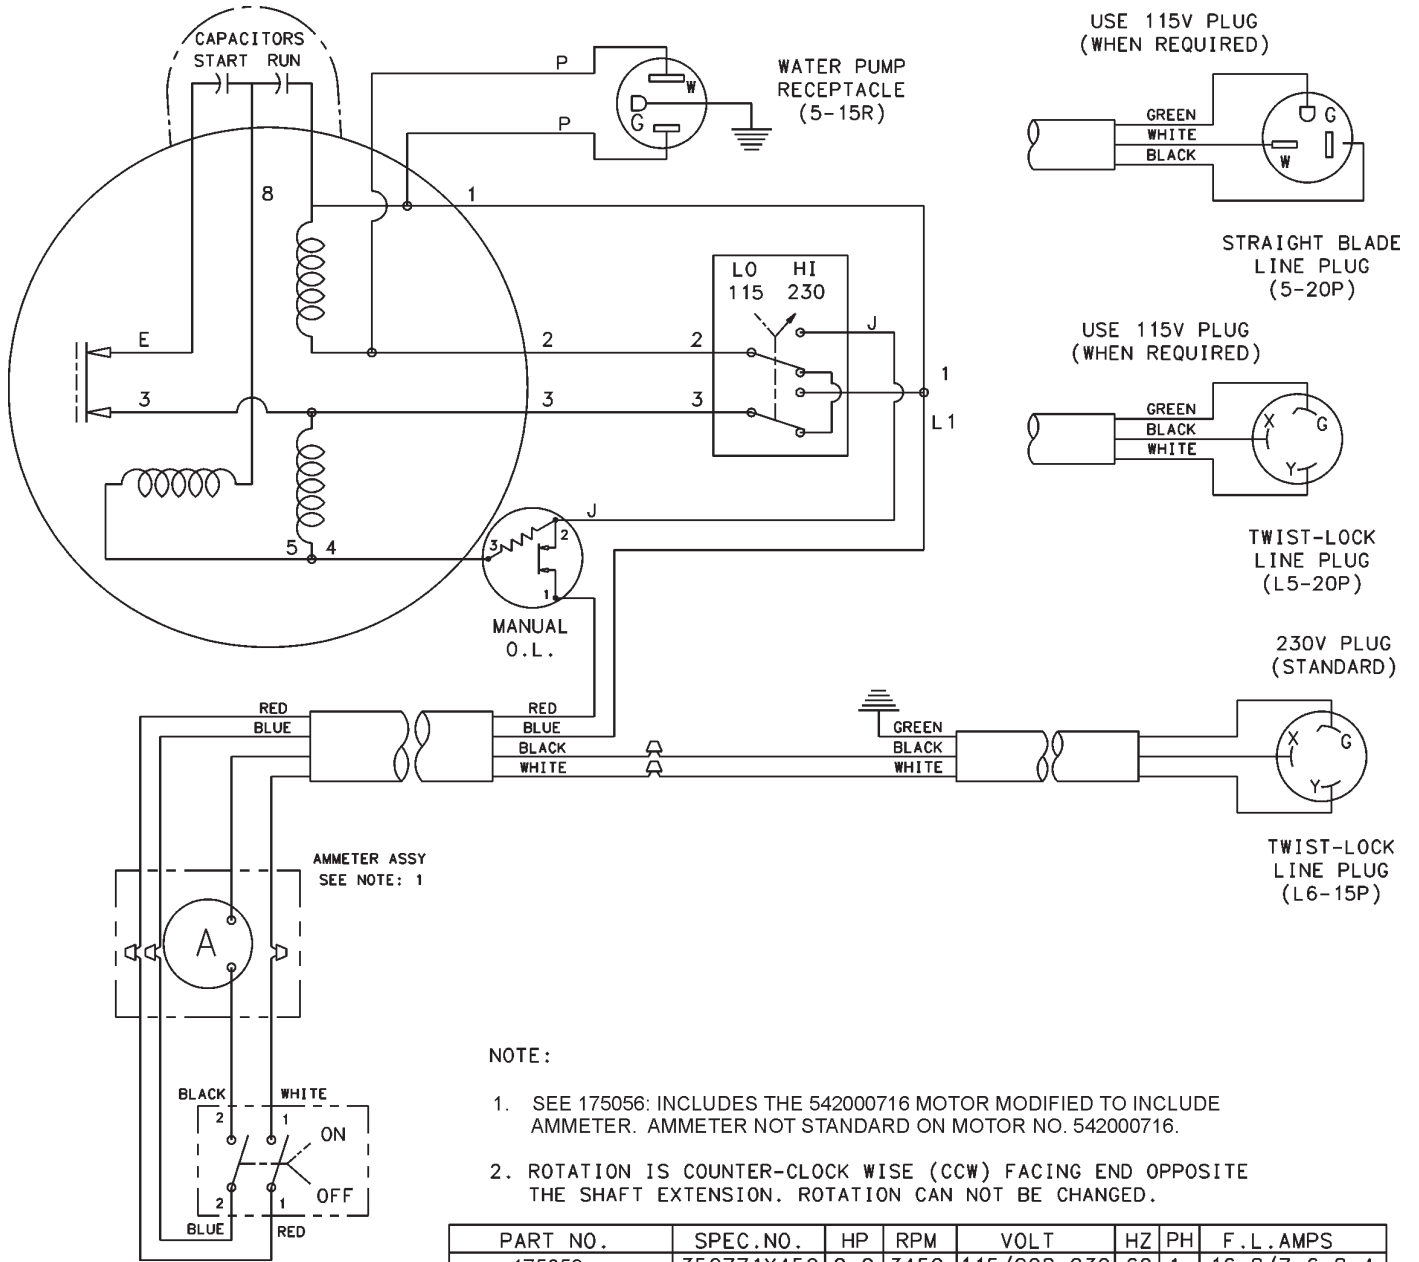 CAPACITORS
START RUN
8
P
P
W
G
WATER PUMP
RECEPTACLE
(5-15R)
1
LO HI
115 230
J
E
2
2
3
3
3
1
L1
5 4
J
3
2
1
MANUAL
O.L.
USE 115V PLUG
(WHEN REQUIRED)
GREEN
WHITE
BLACK
G
W
STRAIGHT BLADE
LINE PLUG
(5-20P)
USE 115V PLUG
(WHEN REQUIRED)
GREEN
BLACK
WHITE
X
G
Y
TWIST-LOCK
LINE PLUG
(L5-20P)
230V PLUG
(STANDARD)
RED
BLUE
RED
BLUE
BLACK
WHITE
GREEN
BLACK
WHITE
X
G
Y
TWIST-LOCK
LINE PLUG
(L6-15P)
AMMETER ASSY
SEE NOTE: 1
A
BLACK WHITE
2 1
ON
OFF
2 1
BLUE RED
NOTE:
1. SEE 175056: INCLUDES THE 542000716 MOTOR MODIFIED TO INCLUDE
AMMETER. AMMETER NOT STANDARD ON MOTOR NO. 542000716.
2. ROTATION IS COUNTER-CLOCK WISE (CCW) FACING END OPPOSITE
THE SHAFT EXTENSION. ROTATION CAN NOT BE CHANGED.
PART NO. SPEC.NO. HP RPM VOLT HZ PH F.L.AMPS